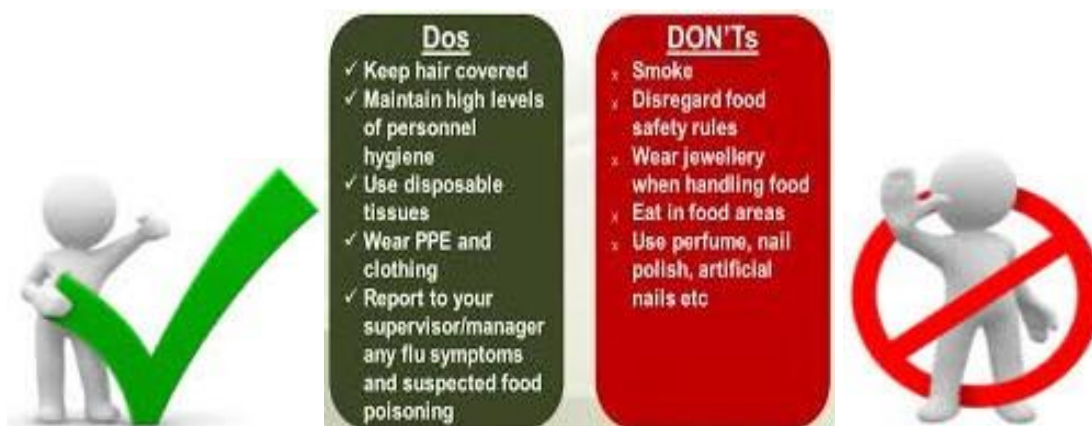 Dos
✓ Keep hair covered
✓ Maintain high levels
of personnel
hygiene
✓ Use disposable
tissues
✓ Wear PPE and
clothing
✓ Report to your
supervisor/manager
any flu symptoms
and suspected food
poisoning
DON'Ts
x Smoke
x Disregard food
safety rules
x Wear jewellery
when handling food
x Eat in food areas
x Use perfume, nail
polish, artificial
nails etc